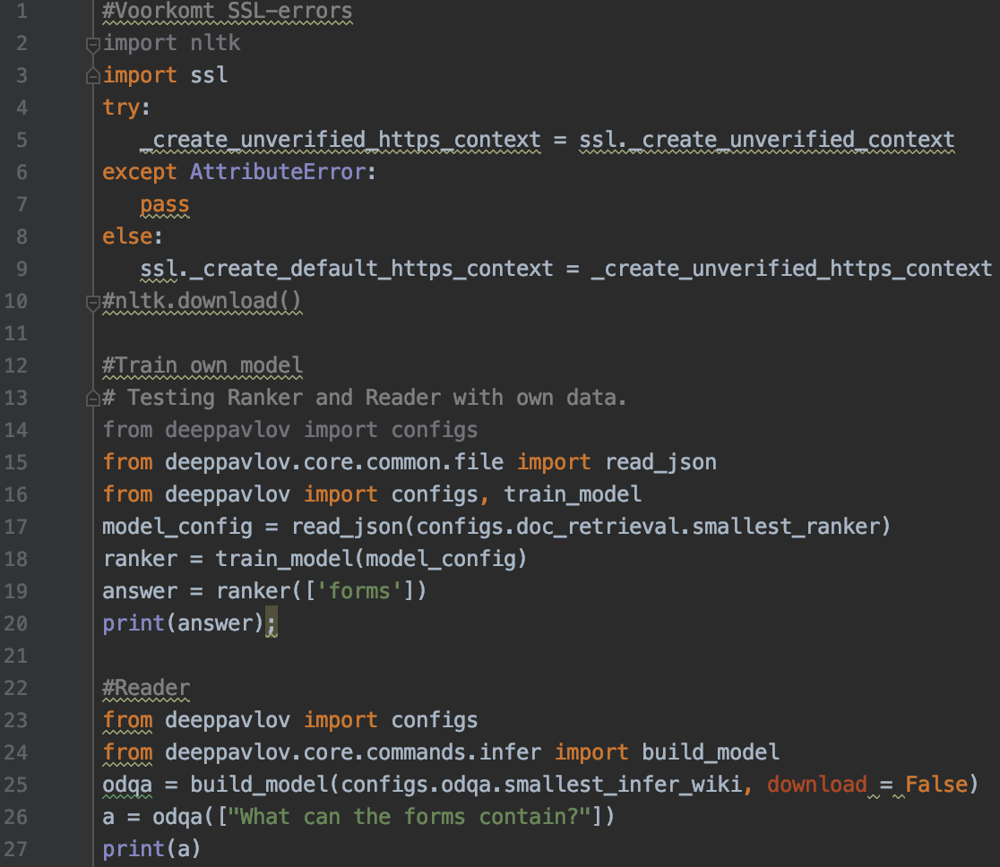 1 #Voorkomt SSL-errors
2 import nltk
3 import ssl
4 try:
5    _create_unverified_https_context = ssl._create_unverified_context
6 except AttributeError:
7    pass
8 else:
9    ssl._create_default_https_context = _create_unverified_https_context
10 #nltk.download()
11
12 #Train own model
13 # Testing Ranker and Reader with own data.
14 from deeppavlov import configs
15 from deeppavlov.core.common.file import read_json
16 from deeppavlov import configs, train_model
17 model_config = read_json(configs.doc_retrieval.smallest_ranker)
18 ranker = train_model(model_config)
19 answer = ranker(['forms'])
20 print(answer);
21
22 #Reader
23 from deeppavlov import configs
24 from deeppavlov.core.commands.infer import build_model
25 odqa = build_model(configs.odqa.smallest_infer_wiki, download = False)
26 a = odqa(["What can the forms contain?"])
27 print(a)